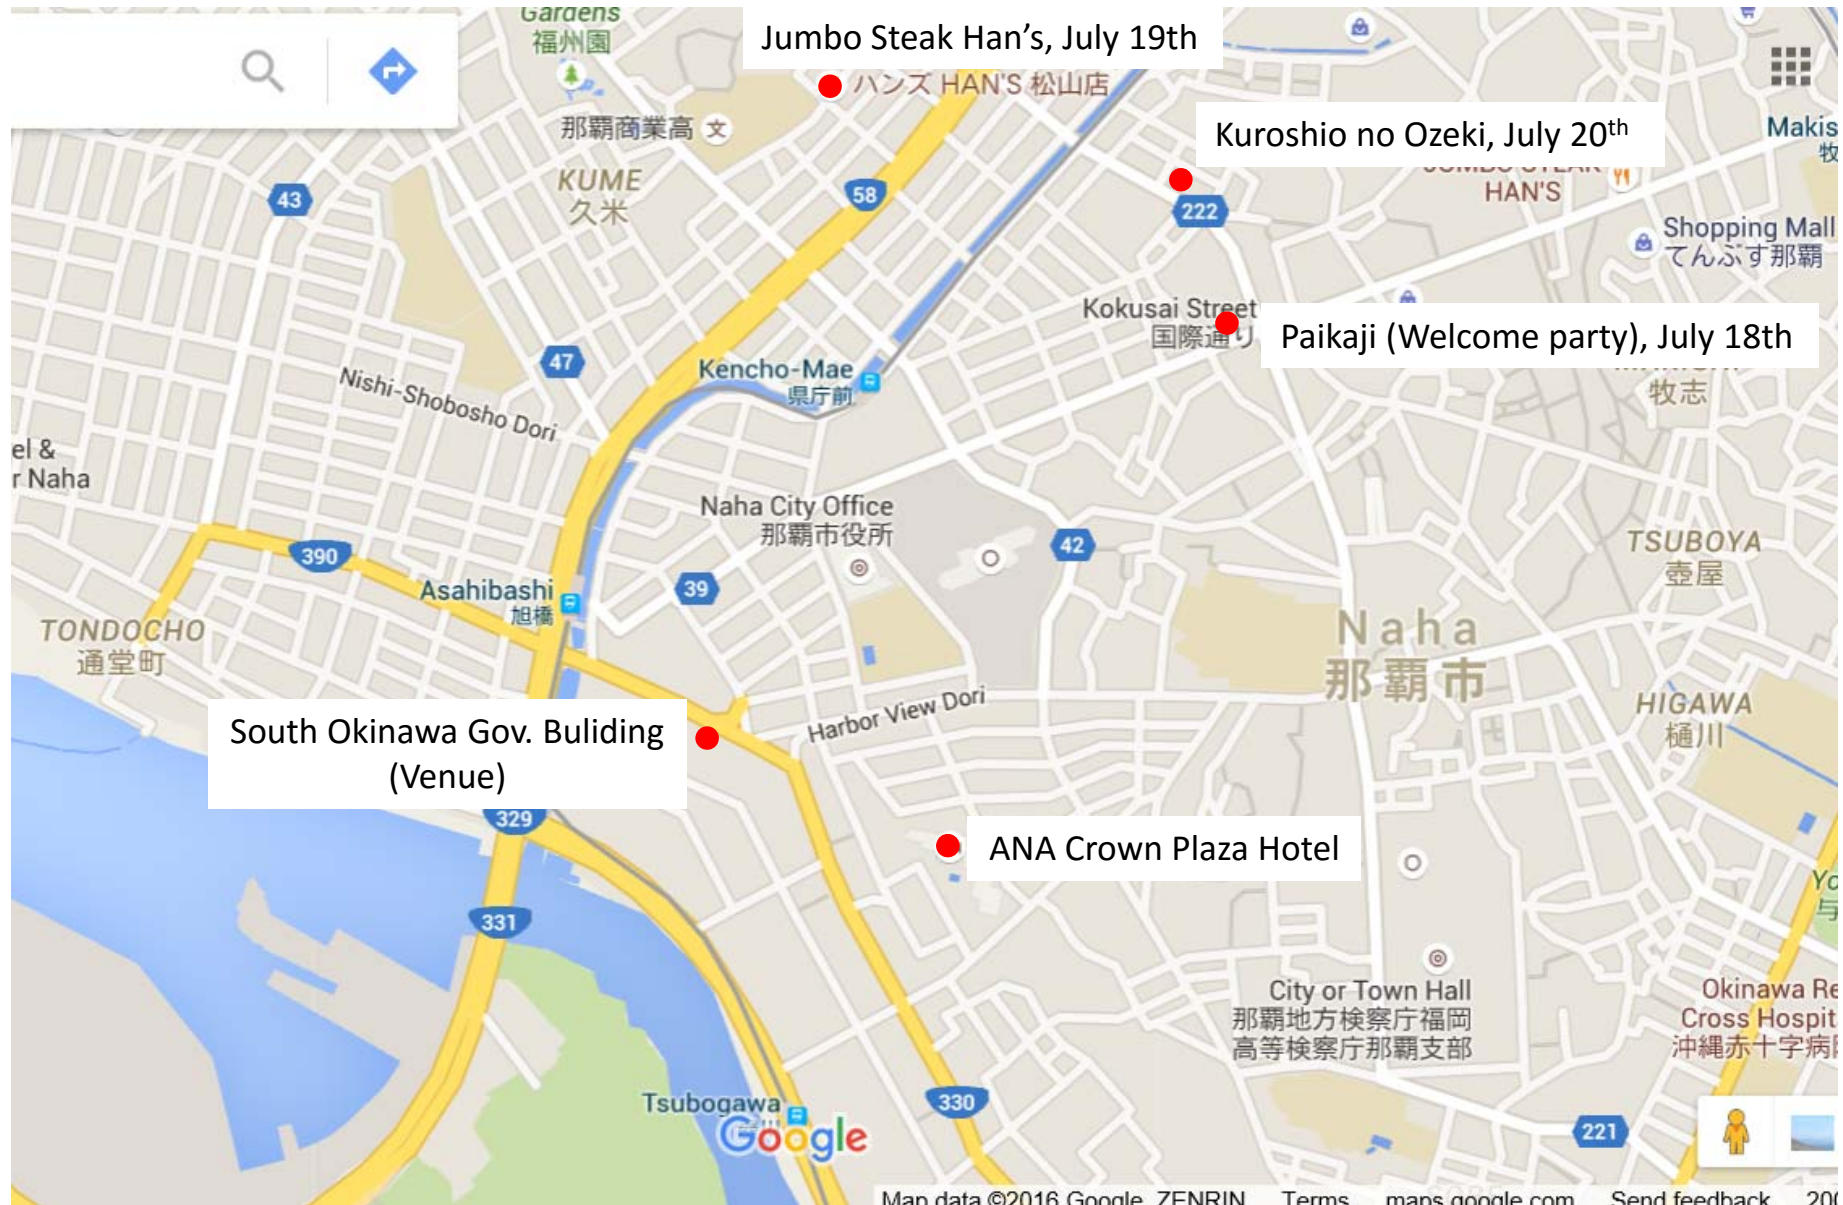 Gardens
福州園
Jumbo Steak Han’s, July 19th
ハンズ HAN'S 松山店
那覇商業高
文
Kuroshio no Ozeki, July 20th
Makis
牧
KUME
久米
43
58
222
HAN'S
Shopping Mall
てんぶす那覇
Kokusai Street
国際通り
Paikaji (Welcome party), July 18th
牧志
47
Kencho-Mae
県庁前
Nishi-Shobosho Dori
el &
r Naha
Naha City Office
那覇市役所
42
TSUBOYA
壺屋
390
Asahibashi
旭橋
39
TONDOCHO
通堂町
Naha
那覇市
Harbor View Dori
HIGAWA
樋川
South Okinawa Gov. Buliding
(Venue)
329
ANA Crown Plaza Hotel
Yo
与
331
City or Town Hall
那覇地方検察庁福岡
高等検察庁那覇支部
Okinawa Re
Cross Hospit
沖縄赤十字病
Tsubogawa
Google
330
221
Map data ©2016 Google, ZENRIN Terms maps.google.com Send feedback 200